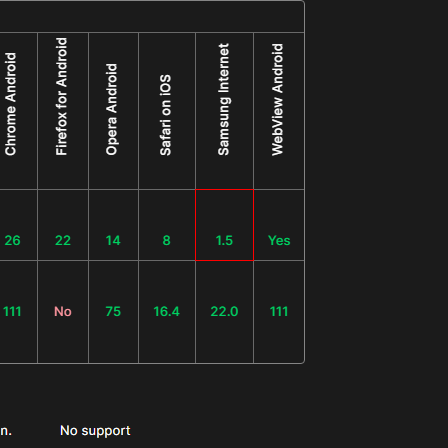 Chrome Android
Firefox for Android
Opera Android
Safari on iOS
Samsung Internet
WebView Android
26 22 14 8 1.5 Yes
111 No 75 16.4 22.0 111
n. No support